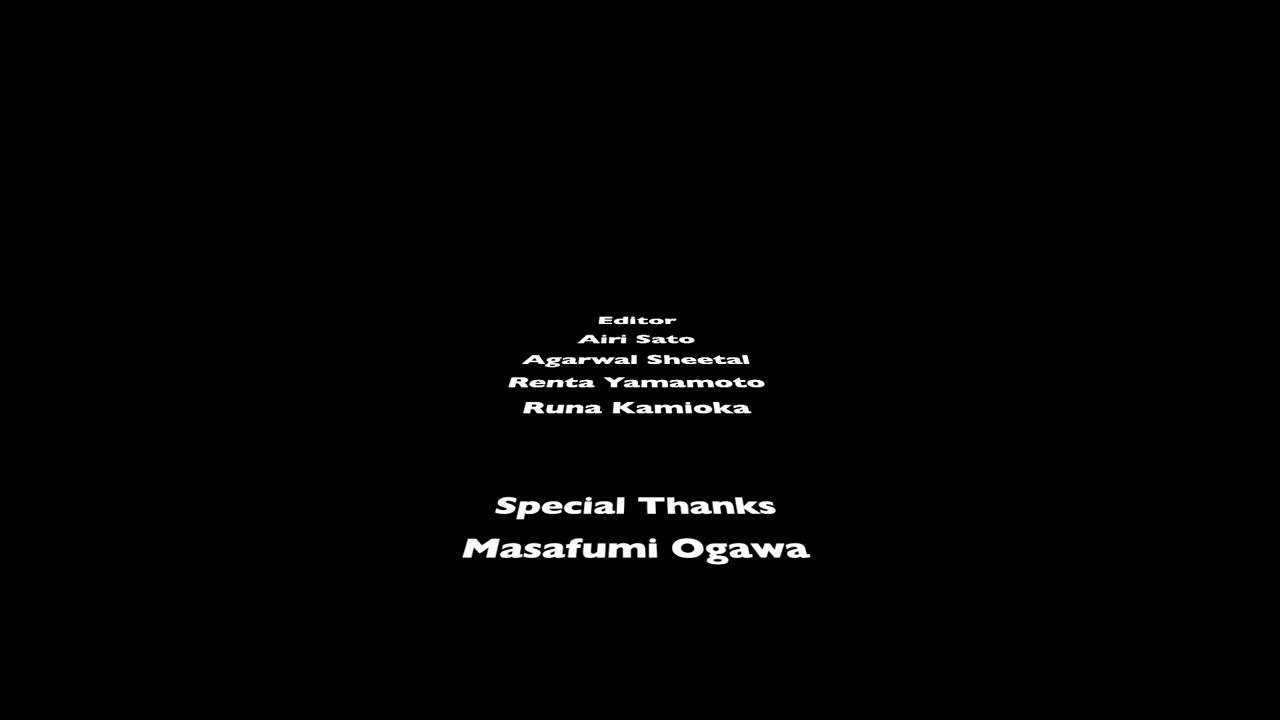 Editor
Airi Sato
Agarwal Sheetal
Renta Yamamoto
Runa Kamioka
Special Thanks
Masafumi Ogawa